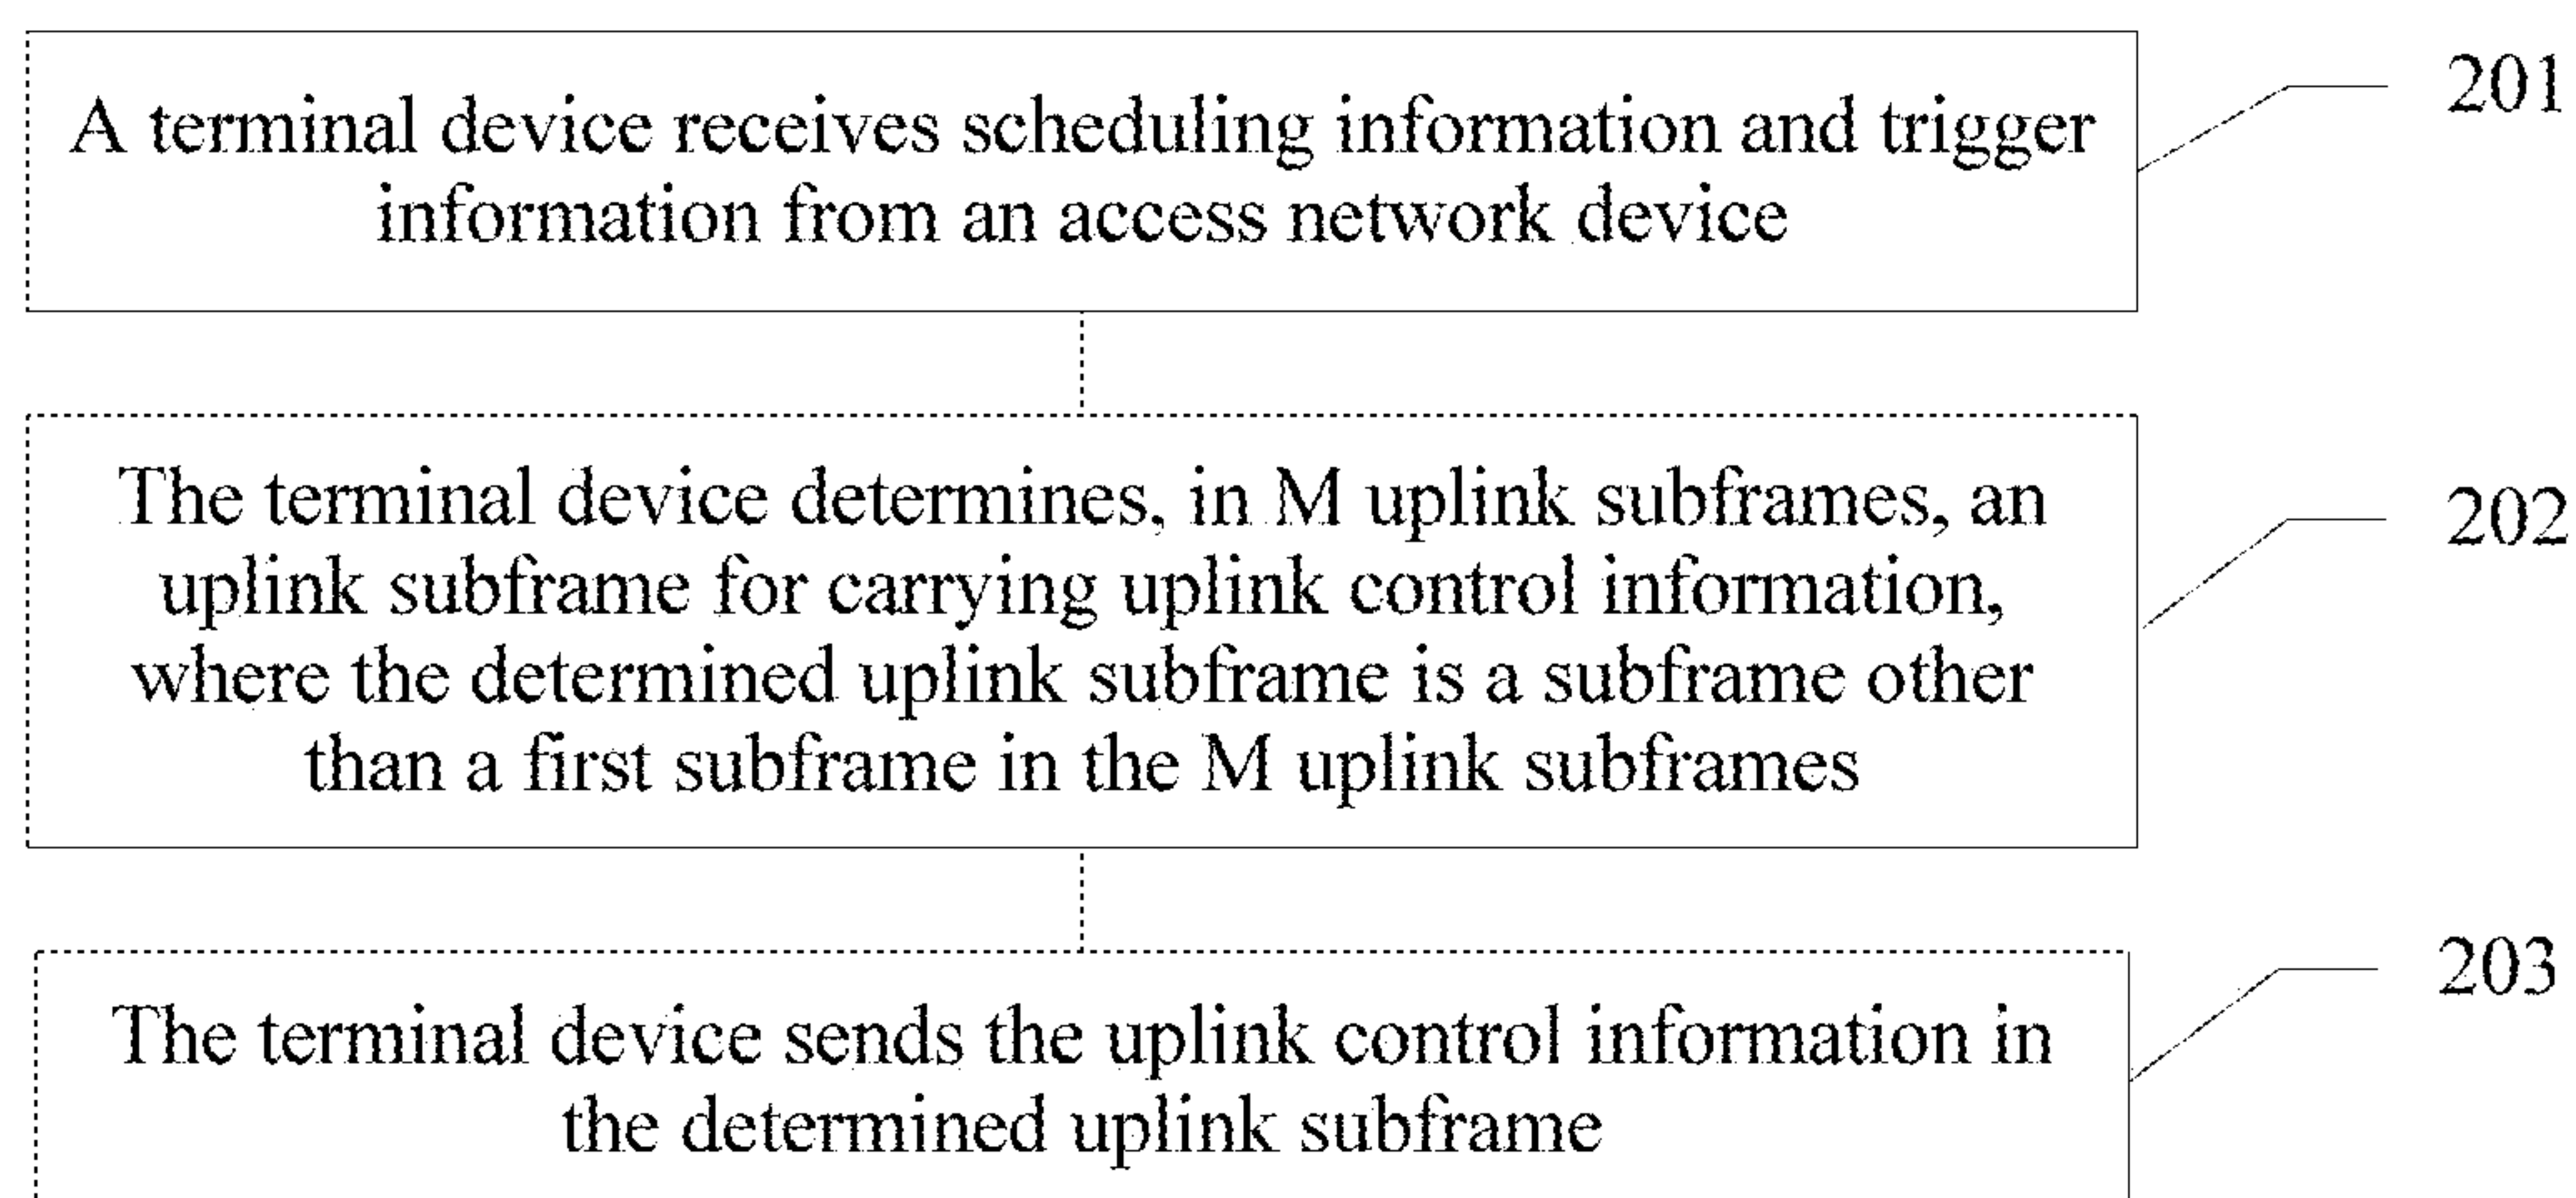 A terminal device receives scheduling information and trigger
information from an access network device
201
The terminal device determines, in M uplink subframes, an
uplink subframe for carrying uplink control information,
where the determined uplink subframe is a subframe other
than a first subframe in the M uplink subframes
202
The terminal device sends the uplink control information in
the determined uplink subframe
203